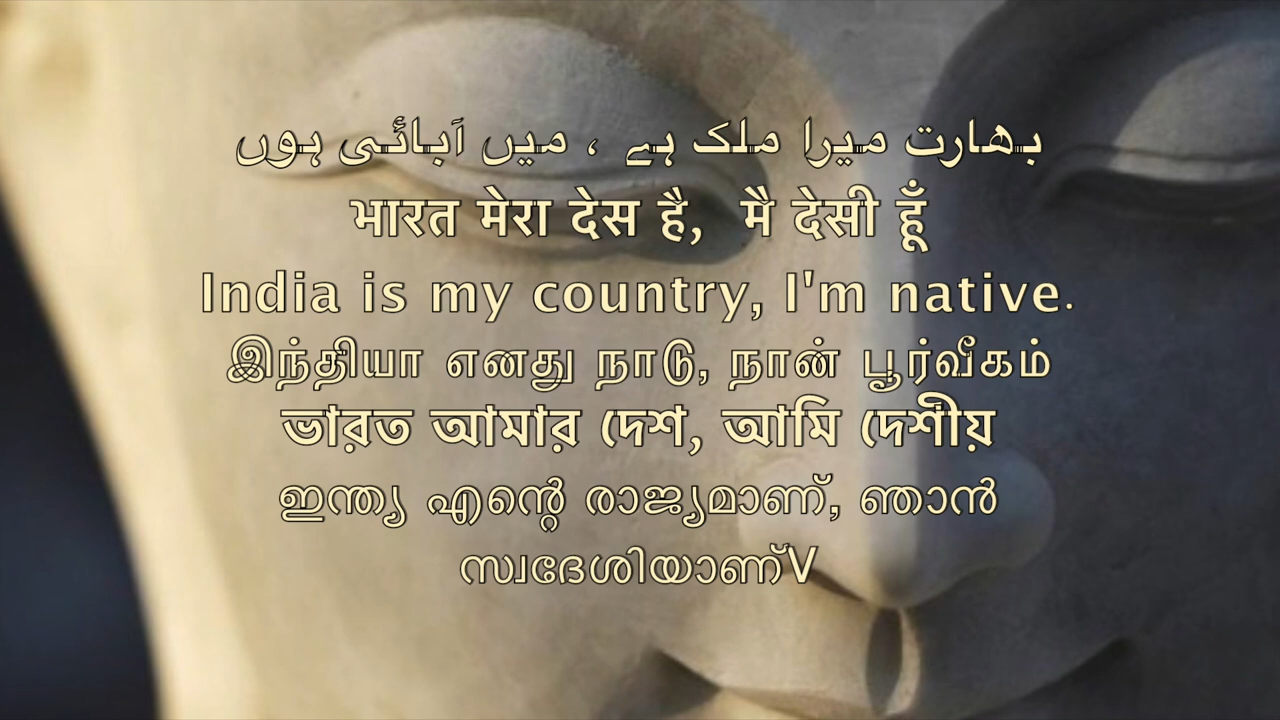 بھارت میرا ملک ہے ، میں آبائی ہوں
भारत मेरा देस है, मै देसी हूँ
India is my country, I'm native.
இந்தியா எனது நாடு, நான் பூர்வீகம்
ভারত আমার দেশ, আমি দেশীয়
ഇന്ത്യ എന്റെ രാജ്യമാണ്, ഞാൻ
സ്വദേശിയാണ്V